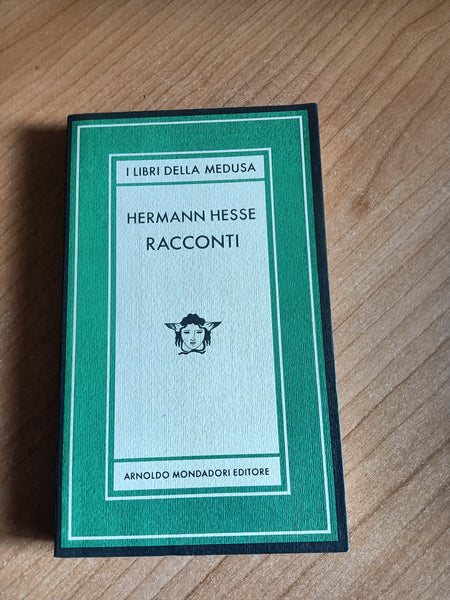 I LIBRI DELLA MEDUSA
HERMANN HESSE
RACCONTI
ARNOLDO MONDADORI EDITORE